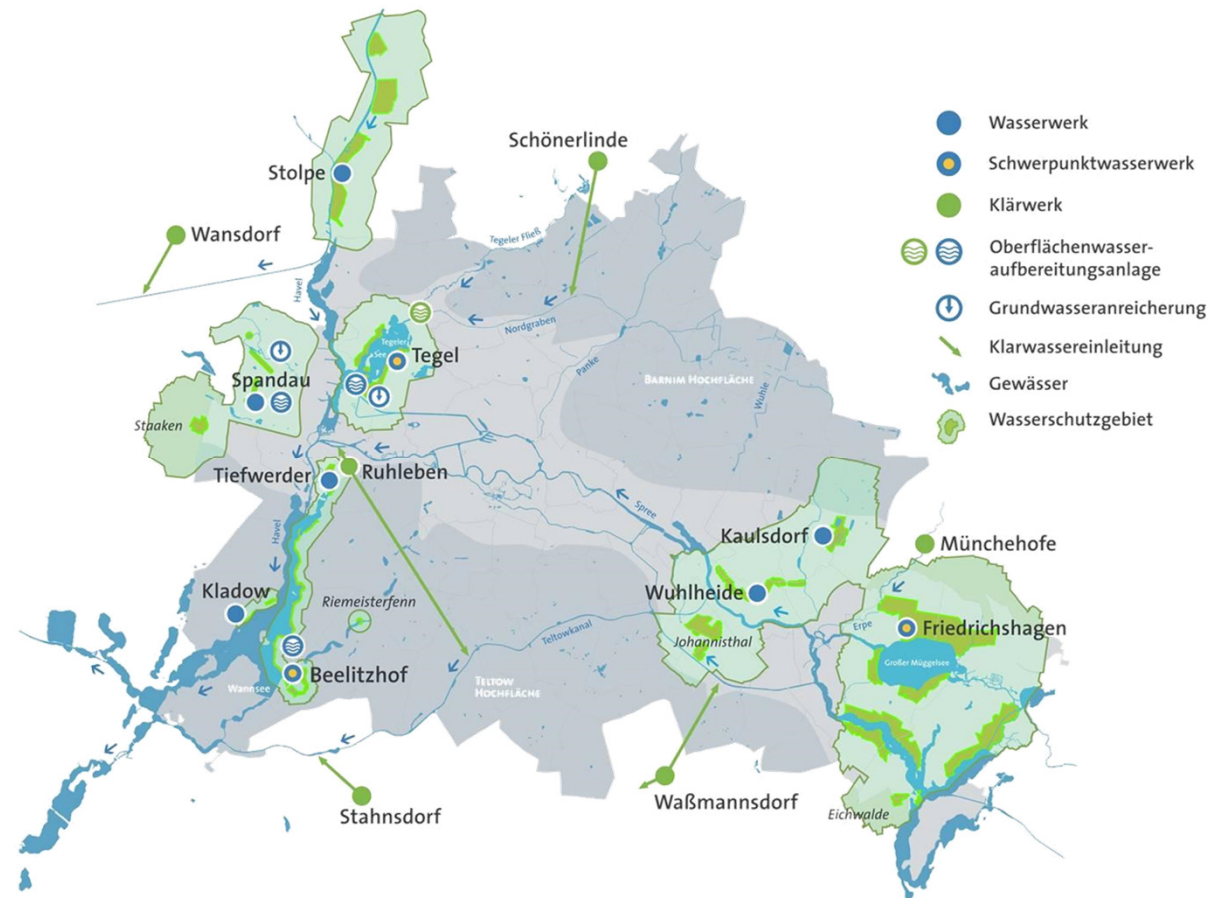 Schönerlinde
Stolpe
Wansdorf
Tegeler Fließ
Havel
Nordgraben
Tegeler
See
Tegel
Spandau
Panke
BARNIM HOCHFLÄCHE
Wuhle
Staaken
Tiefwerder
Ruhleben
Spree
Havel
Kaulsdorf
Münchehofe
Kladow
Riemeisterfenn
Wuhlheide
Erpe
Friedrichshagen
Teltowkanal
Johannisthal
Großer Müggelsee
Beelitzhof
Wannsee
TELTOW
HOCHFLÄCHE
Stahnsdorf
Waßmannsdorf
Eichwalde
Wasserwerk
Schwerpunktwasserwerk
Klärwerk
Oberflächenwasser-
aufbereitungsanlage
Grundwasseranreicherung
Klarwassereinleitung
Gewässer
Wasserschutzgebiet